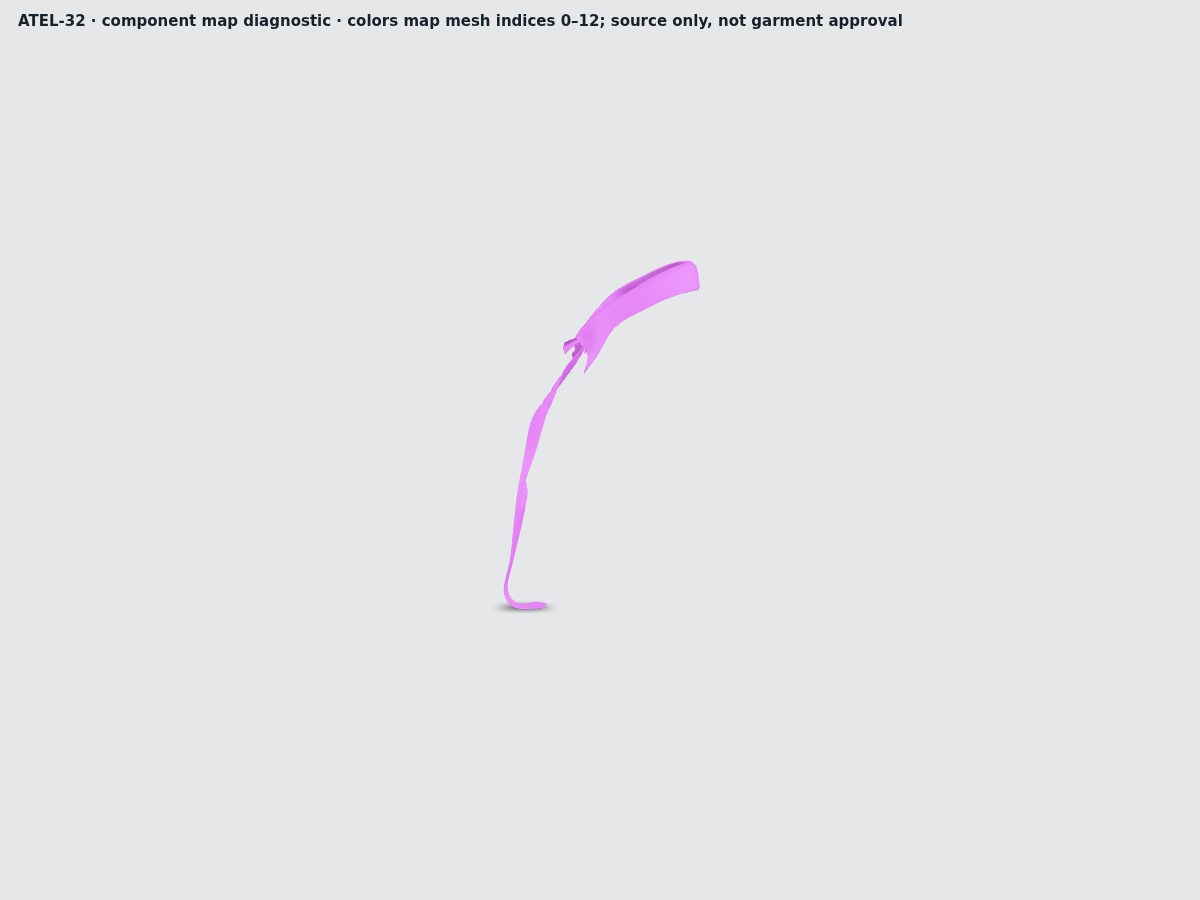 ATEL-32 · component map diagnostic · colors map mesh indices 0–12; source only, not garment approval